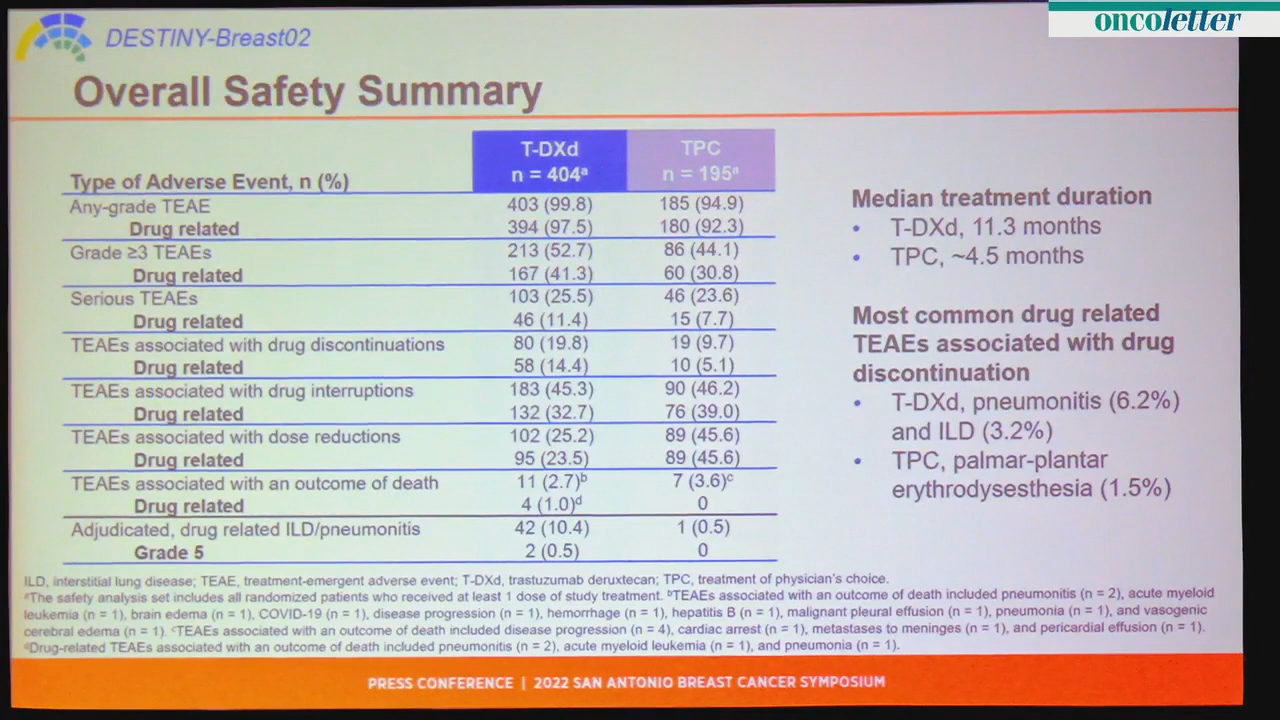 oncoletter
DESTINY-Breast02
Overall Safety Summary
Type of Adverse Event, n (%) T-DXd n = 404ᵃ TPC n = 195ᵃ
Any-grade TEAE 403 (99.8) 185 (94.9)
Drug related 394 (97.5) 180 (92.3)
Grade ≥3 TEAEs 213 (52.7) 86 (44.1)
Drug related 167 (41.3) 60 (30.8)
Serious TEAEs 103 (25.5) 46 (23.6)
Drug related 46 (11.4) 15 (7.7)
TEAEs associated with drug discontinuations 80 (19.8) 19 (9.7)
Drug related 58 (14.4) 10 (5.1)
TEAEs associated with drug interruptions 183 (45.3) 90 (46.2)
Drug related 132 (32.7) 76 (39.0)
TEAEs associated with dose reductions 102 (25.2) 89 (45.6)
Drug related 95 (23.5) 89 (45.6)
TEAEs associated with an outcome of death 11 (2.7)ᵇ 7 (3.6)ᶜ
Drug related 4 (1.0)ᵈ 0
Adjudicated, drug related ILD/pneumonitis 42 (10.4) 1 (0.5)
Grade 5 2 (0.5) 0
Median treatment duration
• T-DXd, 11.3 months
• TPC, ~4.5 months
Most common drug related
TEAEs associated with drug
discontinuation
• T-DXd, pneumonitis (6.2%)
and ILD (3.2%)
• TPC, palmar-plantar
erythrodysesthesia (1.5%)
ILD, interstitial lung disease; TEAE, treatment-emergent adverse event; T-DXd, trastuzumab deruxtecan; TPC, treatment of physician's choice.
ᵃThe safety analysis set includes all randomized patients who received at least 1 dose of study treatment. ᵇTEAEs associated with an outcome of death included pneumonitis (n = 2), acute myeloid
leukemia (n = 1), brain edema (n = 1), COVID-19 (n = 1), disease progression (n = 1), hemorrhage (n = 1), hepatitis B (n = 1), malignant pleural effusion (n = 1), pneumonia (n = 1), and vasogenic
cerebral edema (n = 1). ᶜTEAEs associated with an outcome of death included disease progression (n = 4), cardiac arrest (n = 1), metastases to meninges (n = 1), and pericardial effusion (n = 1).
ᵈDrug-related TEAEs associated with an outcome of death included pneumonitis (n = 2), acute myeloid leukemia (n = 1), and pneumonia (n = 1).
PRESS CONFERENCE | 2022 SAN ANTONIO BREAST CANCER SYMPOSIUM